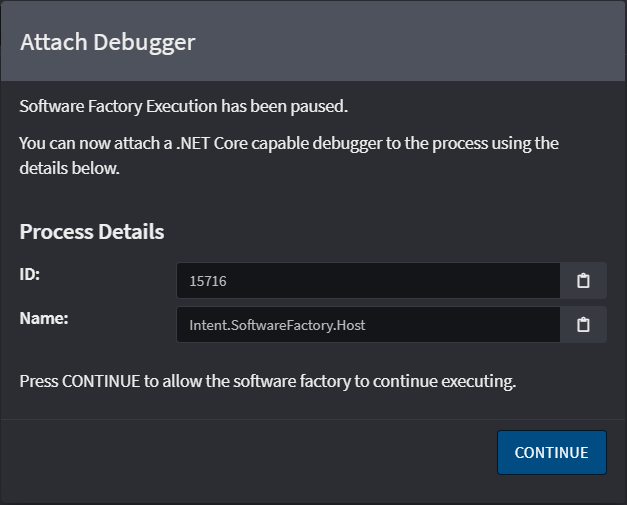 Attach Debugger
Software Factory Execution has been paused.
You can now attach a .NET Core capable debugger to the process using the
details below.
Process Details
ID:
15716
Name:
Intent.SoftwareFactory.Host
Press CONTINUE to allow the software factory to continue executing.
CONTINUE